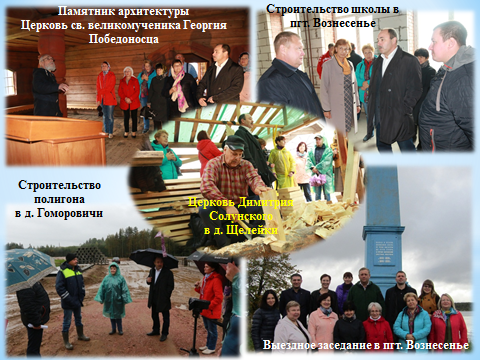 Памятник архитектуры
Церковь св. великомученика Георгия
Победоносца
Строительство школы в
пгт. Вознесенье
Церковь Димитрия
Солунского
в д. Щелейки
Строительство
полигона
в д. Гоморовичи
Выездное заседание в пгт. Вознесенье